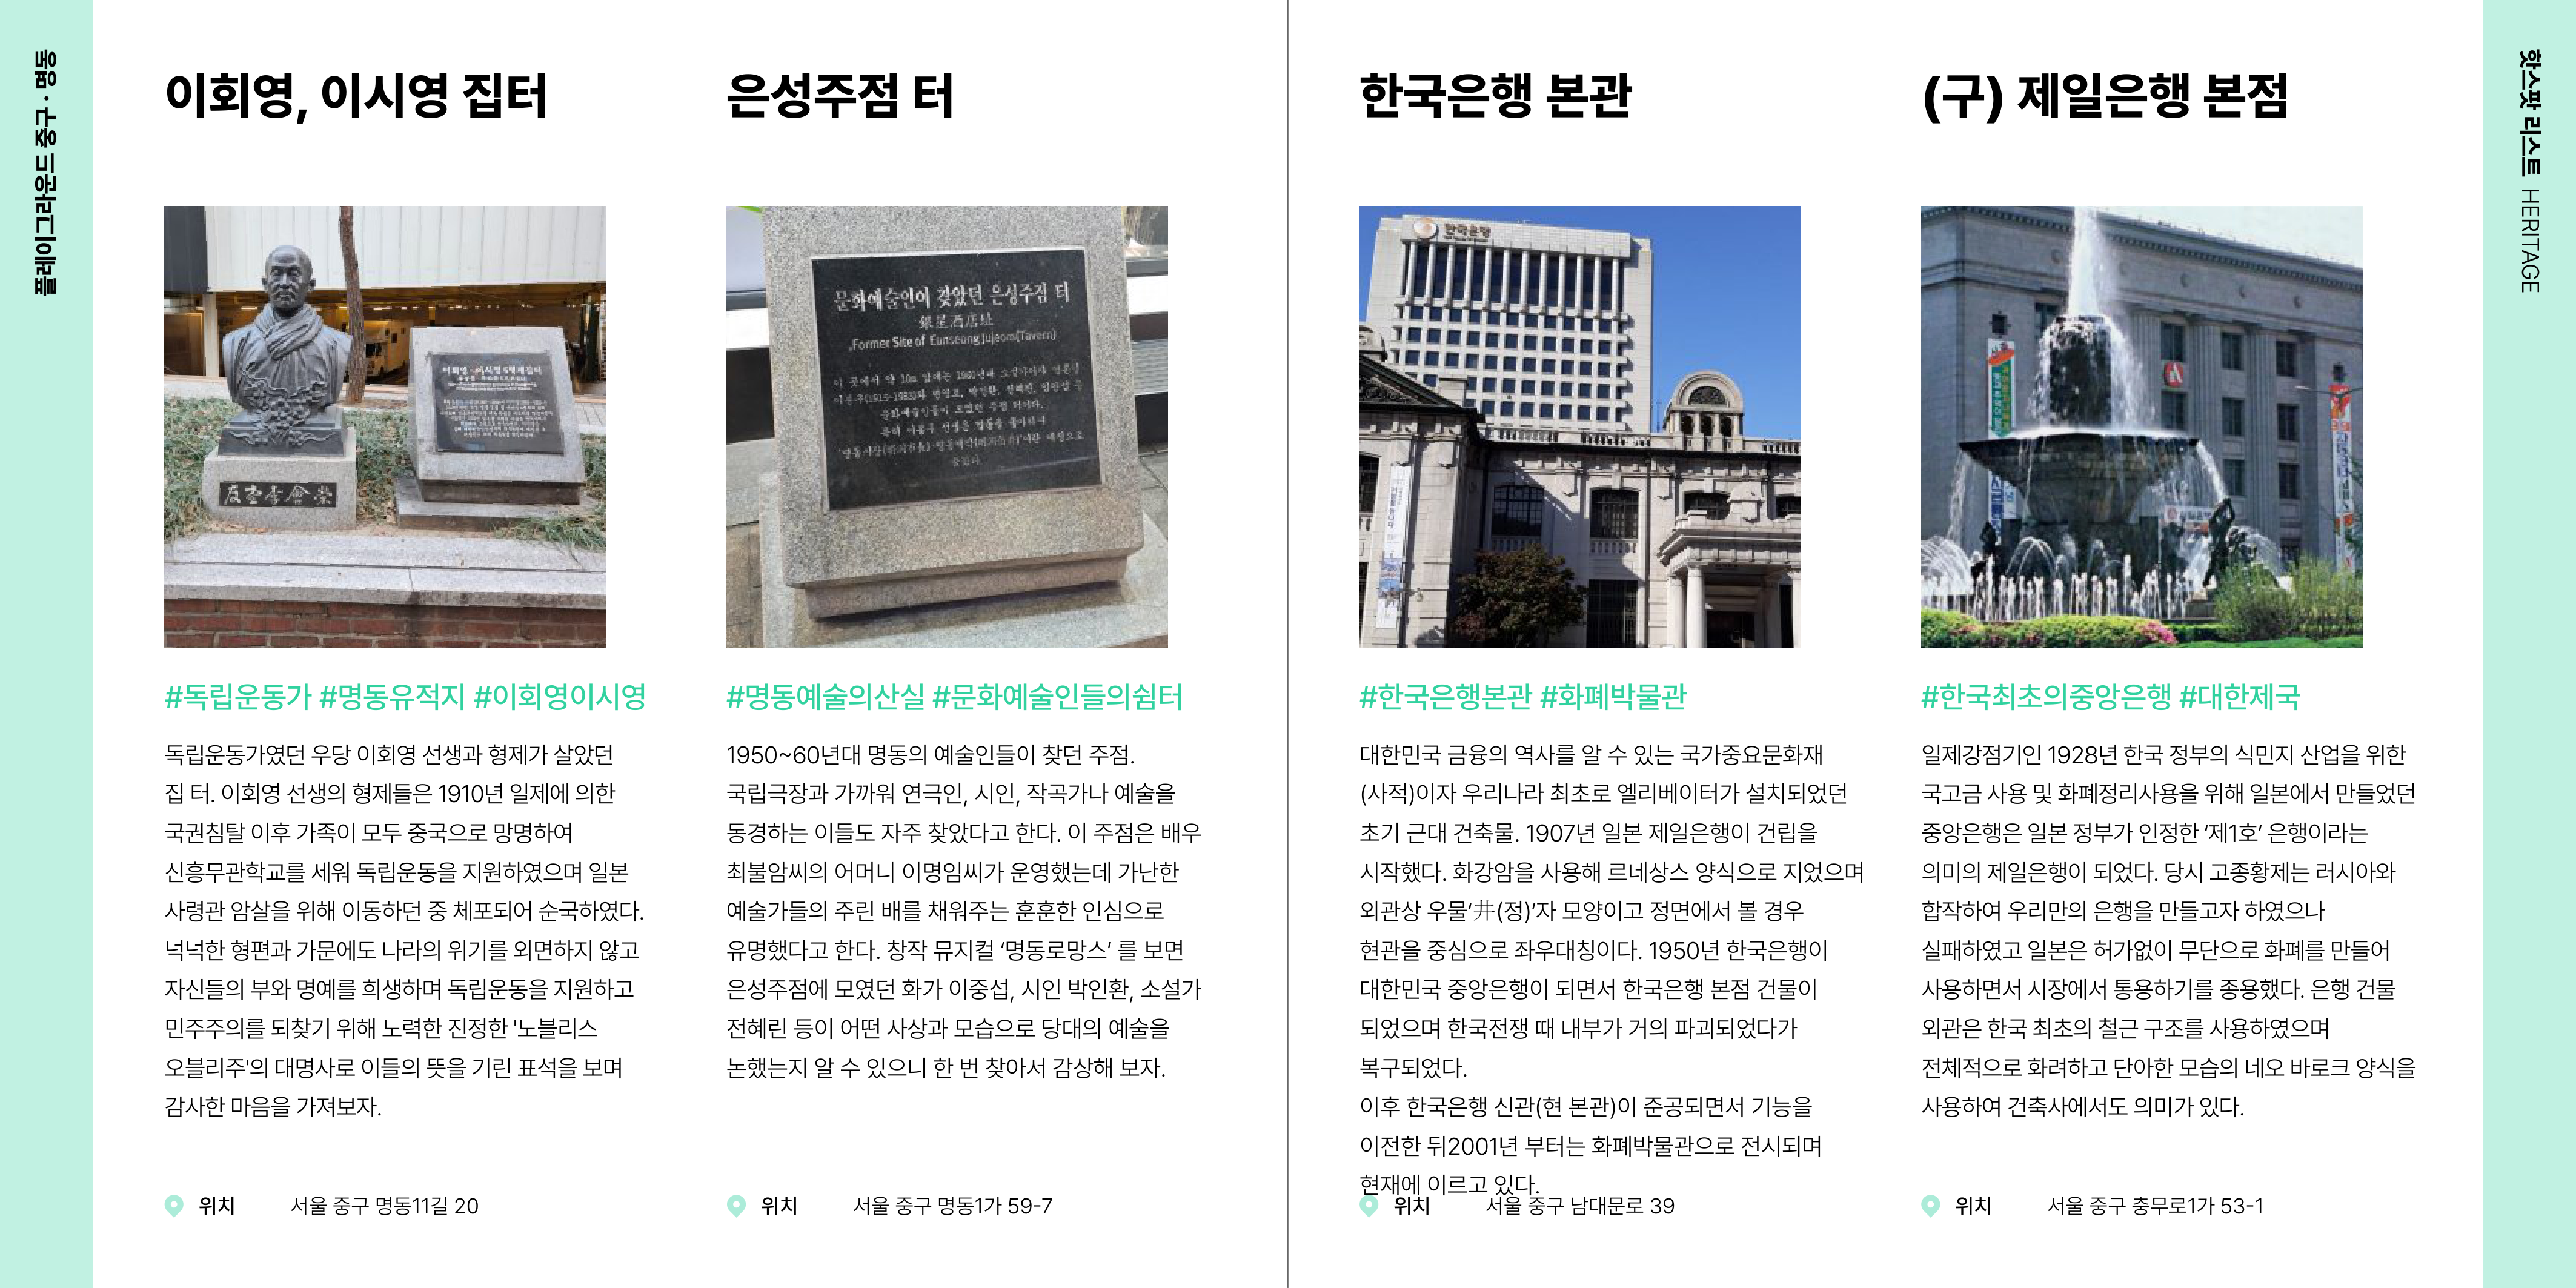 플레이그라운드 중구 · 명동
이회영, 이시영 집터
#독립운동가 #명동유적지 #이회영이시영
독립운동가였던 우당 이회영 선생과 형제가 살았던
집 터. 이회영 선생의 형제들은 1910년 일제에 의한
국권침탈 이후 가족이 모두 중국으로 망명하여
신흥무관학교를 세워 독립운동을 지원하였으며 일본
사령관 암살을 위해 이동하던 중 체포되어 순국하였다.
넉넉한 형편과 가문에도 나라의 위기를 외면하지 않고
자신들의 부와 명예를 희생하며 독립운동을 지원하고
민주주의를 되찾기 위해 노력한 진정한 '노블리스
오블리주'의 대명사로 이들의 뜻을 기린 표석을 보며
감사한 마음을 가져보자.
위치 서울 중구 명동11길 20
은성주점 터
문화예술인이 찾았던 은성주점 터
銀星酒店址
Former Site of Eunseong Jujeom(Tavern)
#명동예술의산실 #문화예술인들의쉼터
1950~60년대 명동의 예술인들이 찾던 주점.
국립극장과 가까워 연극인, 시인, 작곡가나 예술을
동경하는 이들도 자주 찾았다고 한다. 이 주점은 배우
최불암씨의 어머니 이명임씨가 운영했는데 가난한
예술가들의 주린 배를 채워주는 훈훈한 인심으로
유명했다고 한다. 창작 뮤지컬 ‘명동로망스’ 를 보면
은성주점에 모였던 화가 이중섭, 시인 박인환, 소설가
전혜린 등이 어떤 사상과 모습으로 당대의 예술을
논했는지 알 수 있으니 한 번 찾아서 감상해 보자.
위치 서울 중구 명동1가 59-7
한국은행 본관
한국은행
#한국은행본관 #화폐박물관
대한민국 금융의 역사를 알 수 있는 국가중요문화재
(사적)이자 우리나라 최초로 엘리베이터가 설치되었던
초기 근대 건축물. 1907년 일본 제일은행이 건립을
시작했다. 화강암을 사용해 르네상스 양식으로 지었으며
외관상 우물‘井(정)’자 모양이고 정면에서 볼 경우
현관을 중심으로 좌우대칭이다. 1950년 한국은행이
대한민국 중앙은행이 되면서 한국은행 본점 건물이
되었으며 한국전쟁 때 내부가 거의 파괴되었다가
복구되었다.
이후 한국은행 신관(현 본관)이 준공되면서 기능을
이전한 뒤2001년 부터는 화폐박물관으로 전시되며
현재에 이르고 있다.
위치 서울 중구 남대문로 39
(구) 제일은행 본점
#한국최초의중앙은행 #대한제국
일제강점기인 1928년 한국 정부의 식민지 산업을 위한
국고금 사용 및 화폐정리사용을 위해 일본에서 만들었던
중앙은행은 일본 정부가 인정한 ‘제1호’ 은행이라는
의미의 제일은행이 되었다. 당시 고종황제는 러시아와
합작하여 우리만의 은행을 만들고자 하였으나
실패하였고 일본은 허가없이 무단으로 화폐를 만들어
사용하면서 시장에서 통용하기를 종용했다. 은행 건물
외관은 한국 최초의 철근 구조를 사용하였으며
전체적으로 화려하고 단아한 모습의 네오 바로크 양식을
사용하여 건축사에서도 의미가 있다.
위치 서울 중구 충무로1가 53-1
핫스팟 리스트 HERITAGE